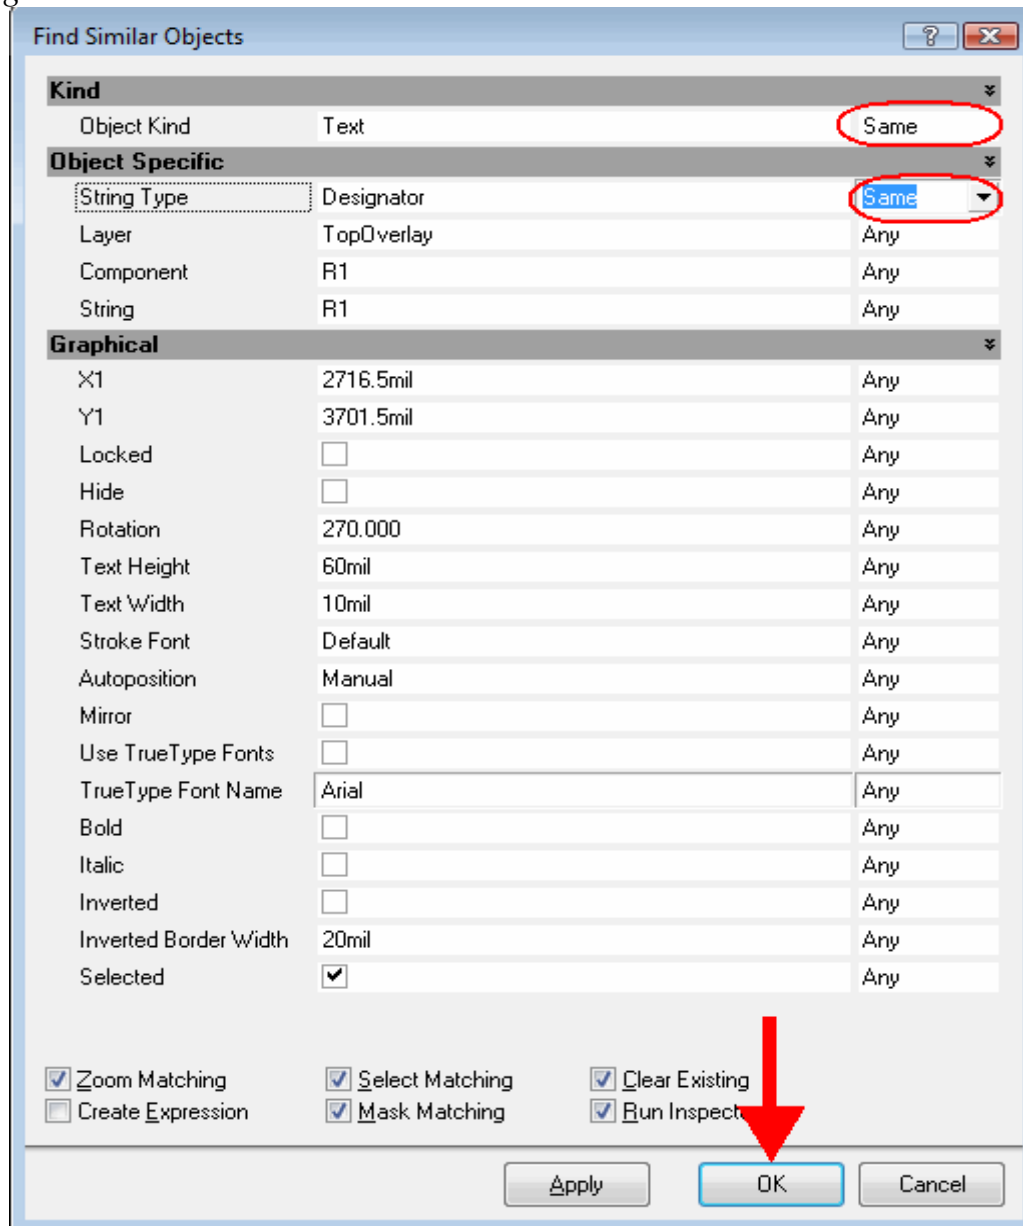 g
Find Similar Objects
Kind
Object Kind Text Same
Object Specific
String Type Designator Same
Layer TopOverlay Any
Component R1 Any
String R1 Any
Graphical
X1 2716.5mil Any
Y1 3701.5mil Any
Locked Any
Hide Any
Rotation 270.000 Any
Text Height 60mil Any
Text Width 10mil Any
Stroke Font Default Any
Autoposition Manual Any
Mirror Any
Use TrueType Fonts Any
TrueType Font Name Arial Any
Bold Any
Italic Any
Inverted Any
Inverted Border Width 20mil Any
Selected Any
Zoom Matching Select Matching Clear Existing
Create Expression Mask Matching Run Inspect
Apply OK Cancel